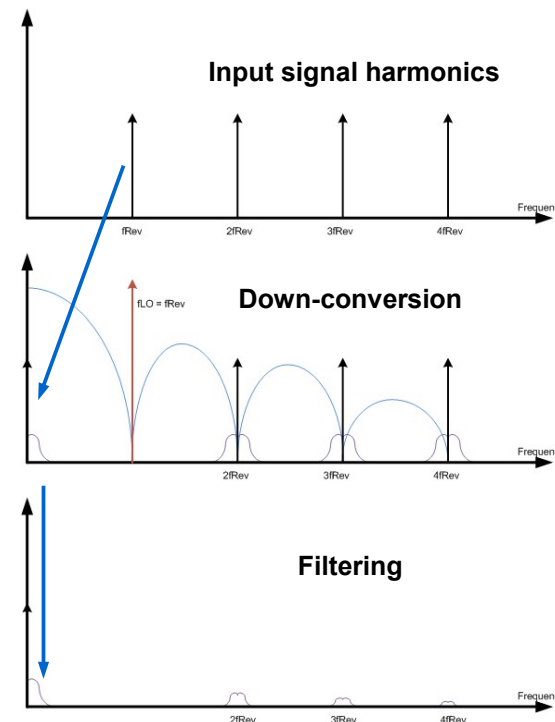 Input signal harmonics
Frequen
fRev 2fRev 3fRev 4fRev
fLO = fRev
Down-conversion
Frequen
2fRev 3fRev 4fRev
Filtering
Frequen
2fRev 3fRev 4fRev